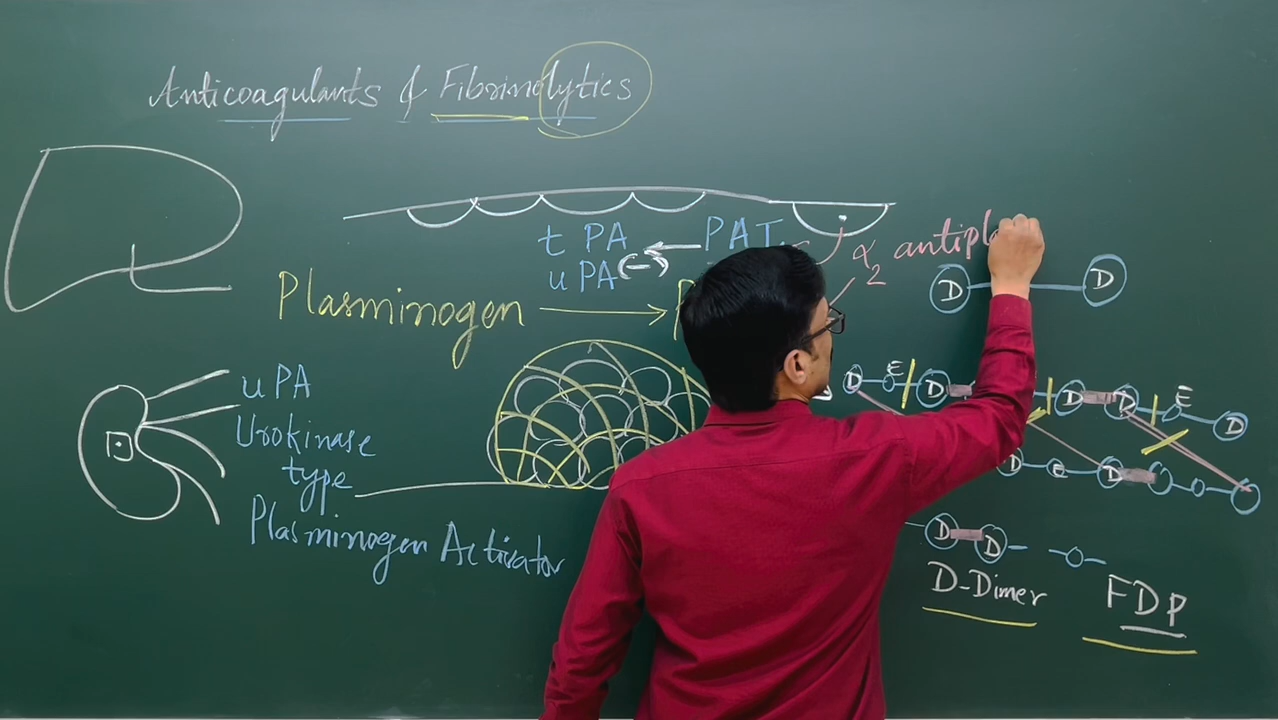 Anticoagulants & Fibrinolytics
t PA
PAI
u PA (-)
α2 antipla
D D
Plasminogen
P
u PA
Urokinase
type
Plasminogen Activator
D E D D D E D
D E D
D D
D-Dimer
FDP